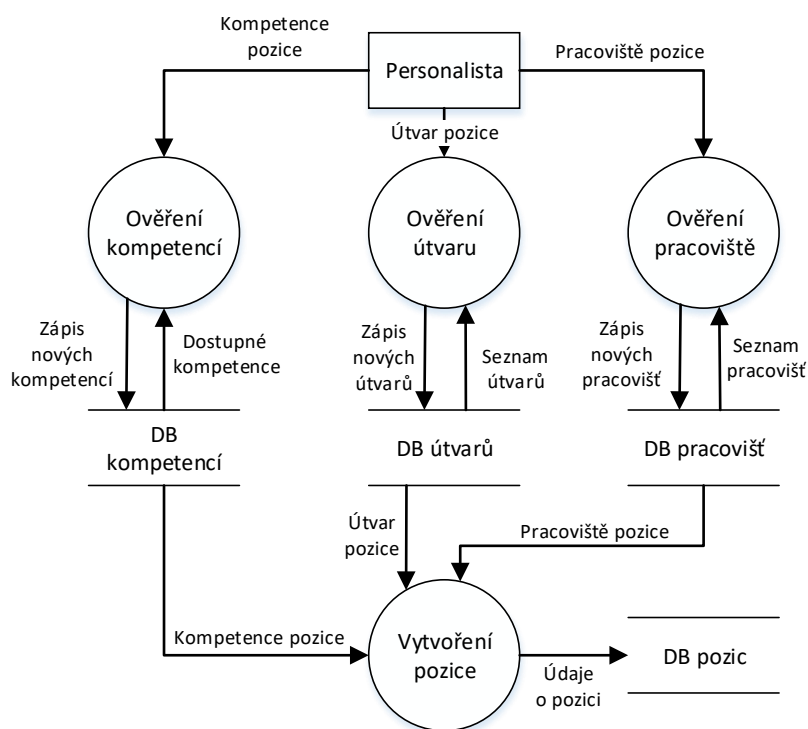 Kompetence
pozice
Personalista
Pracoviště pozice
Útvar pozice
Ověření
kompetencí
Ověření
útvaru
Ověření
pracoviště
Zápis
nových
kompetencí
Dostupné
kompetence
Zápis
nových
útvarů
Seznam
útvarů
Zápis
nových
pracovišť
Seznam
pracovišť
DB
kompetencí
DB útvarů
DB pracovišť
Útvar
pozice
Pracoviště pozice
Kompetence pozice
Vytvoření
pozice
Údaje
o pozici
DB pozic